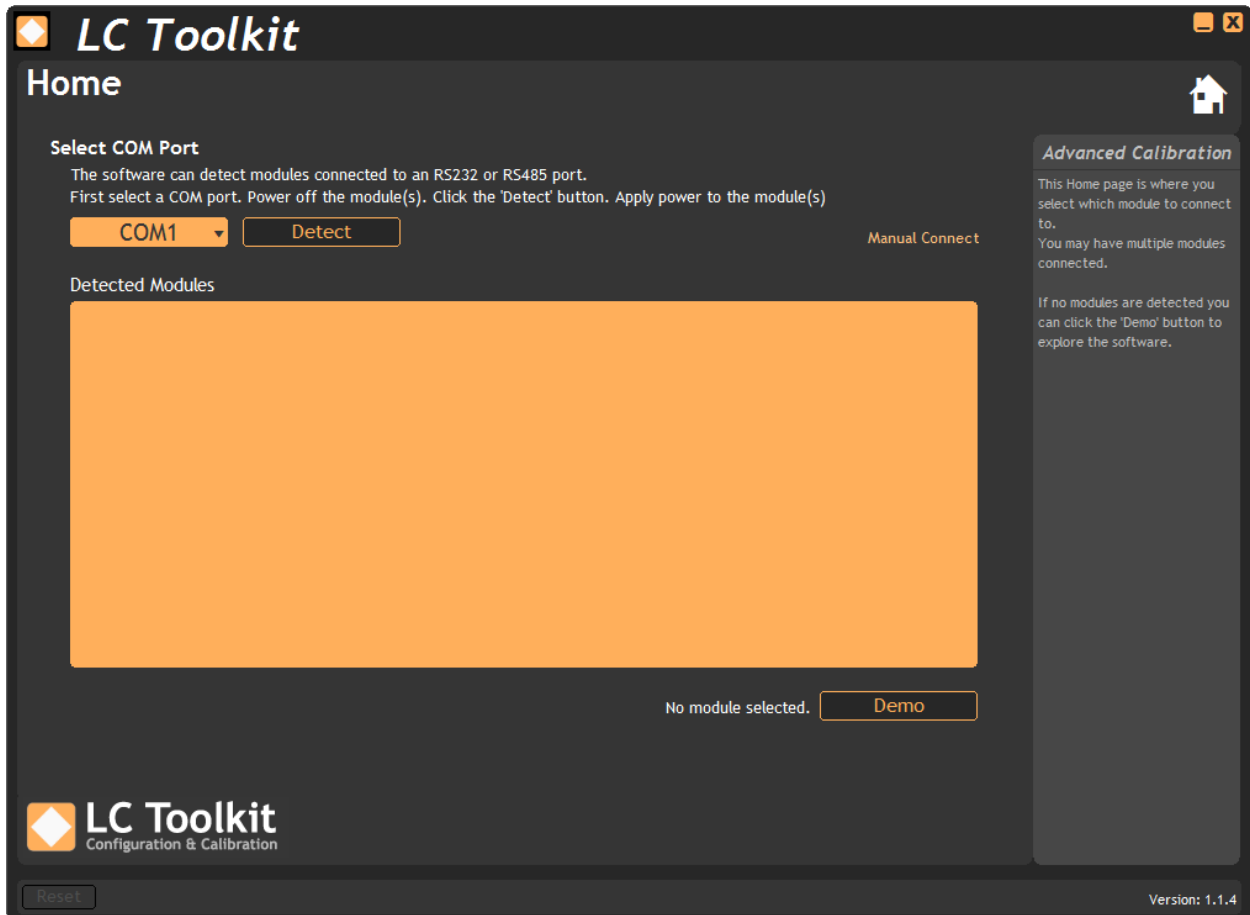 LC Toolkit
X
Home
Select COM Port
The software can detect modules connected to an RS232 or RS485 port.
First select a COM port. Power off the module(s). Click the 'Detect' button. Apply power to the module(s)
COM1
Detect
Manual Connect
Detected Modules
No module selected.
Demo
Advanced Calibration
This Home page is where you
select which module to connect
to.
You may have multiple modules
connected.
If no modules are detected you
can click the 'Demo' button to
explore the software.
LC Toolkit
Configuration & Calibration
Reset
Version: 1.1.4